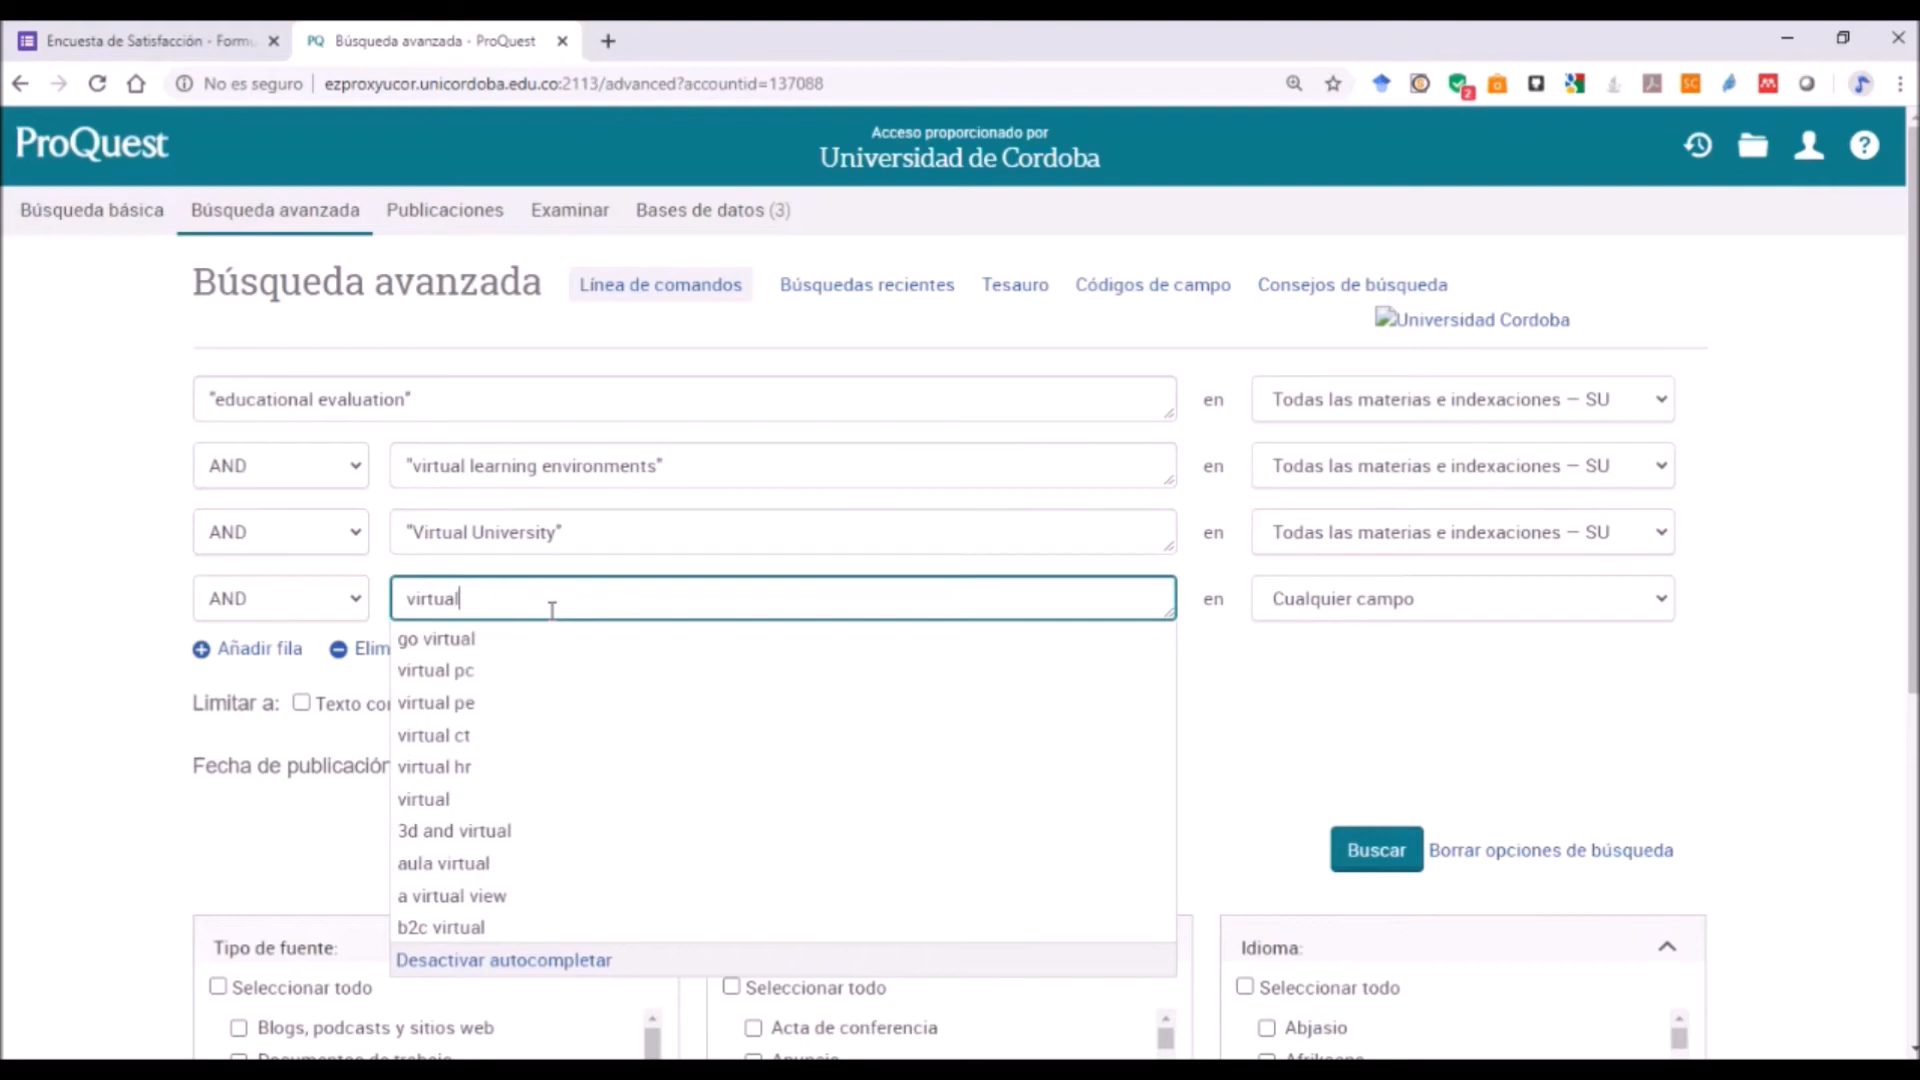 Encuesta de Satisfacción - Formu
PQ Búsqueda avanzada - ProQuest
No es seguro ezproxyucor.unicordoba.edu.co:2113/advanced?accountid=137088
2
SC
ProQuest
Acceso proporcionado por
Universidad de Cordoba
Búsqueda básica Búsqueda avanzada Publicaciones Examinar Bases de datos (3)
Búsqueda avanzada Línea de comandos Búsquedas recientes Tesauro Códigos de campo Consejos de búsqueda
Universidad Cordoba
"educational evaluation" en Todas las materias e indexaciones — SU
AND "virtual learning environments" en Todas las materias e indexaciones — SU
AND "Virtual University" en Todas las materias e indexaciones — SU
AND virtual en Cualquier campo
go virtual
Añadir fila Elim
virtual pc
Limitar a: Texto co
virtual pe
virtual ct
Fecha de publicación
virtual hr
virtual
3d and virtual
Buscar Borrar opciones de búsqueda
aula virtual
a virtual view
b2c virtual
Tipo de fuente: Idioma:
Desactivar autocompletar
Seleccionar todo Seleccionar todo Seleccionar todo
Blogs, podcasts y sitios web Acta de conferencia Abjasio